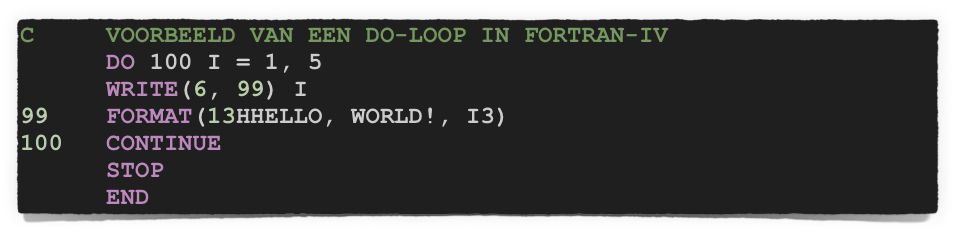 C     VOORBEELD VAN EEN DO-LOOP IN FORTRAN-IV
      DO 100 I = 1, 5
      WRITE(6, 99) I
99    FORMAT(13HHELLO, WORLD!, I3)
100   CONTINUE
      STOP
      END